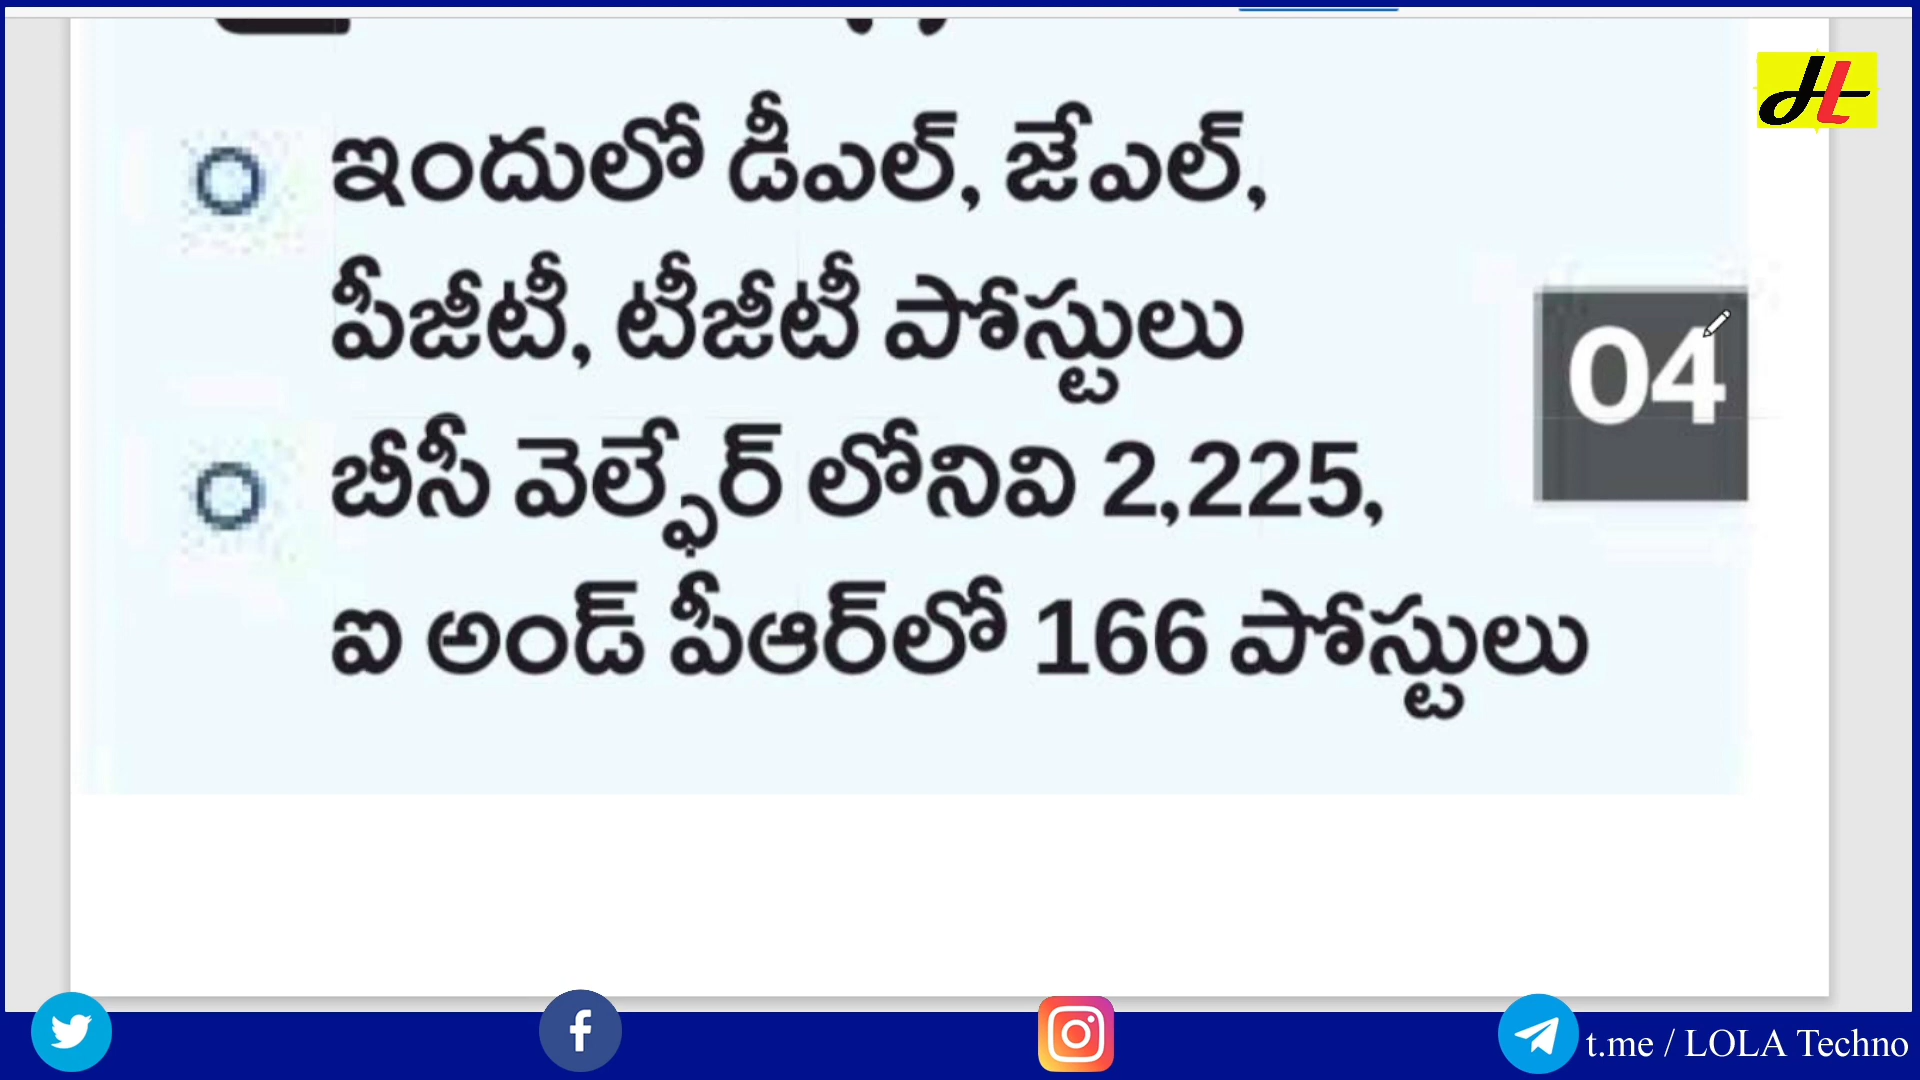 ఇందులో డీఎల్, జేఎల్,
పీజీటీ, టీజీటీ పోస్టులు
బీసీ వెల్ఫేర్ లోనివి 2,225,
ఐ అండ్ పీఆర్‌లో 166 పోస్టులు
04
t.me / LOLA Techno